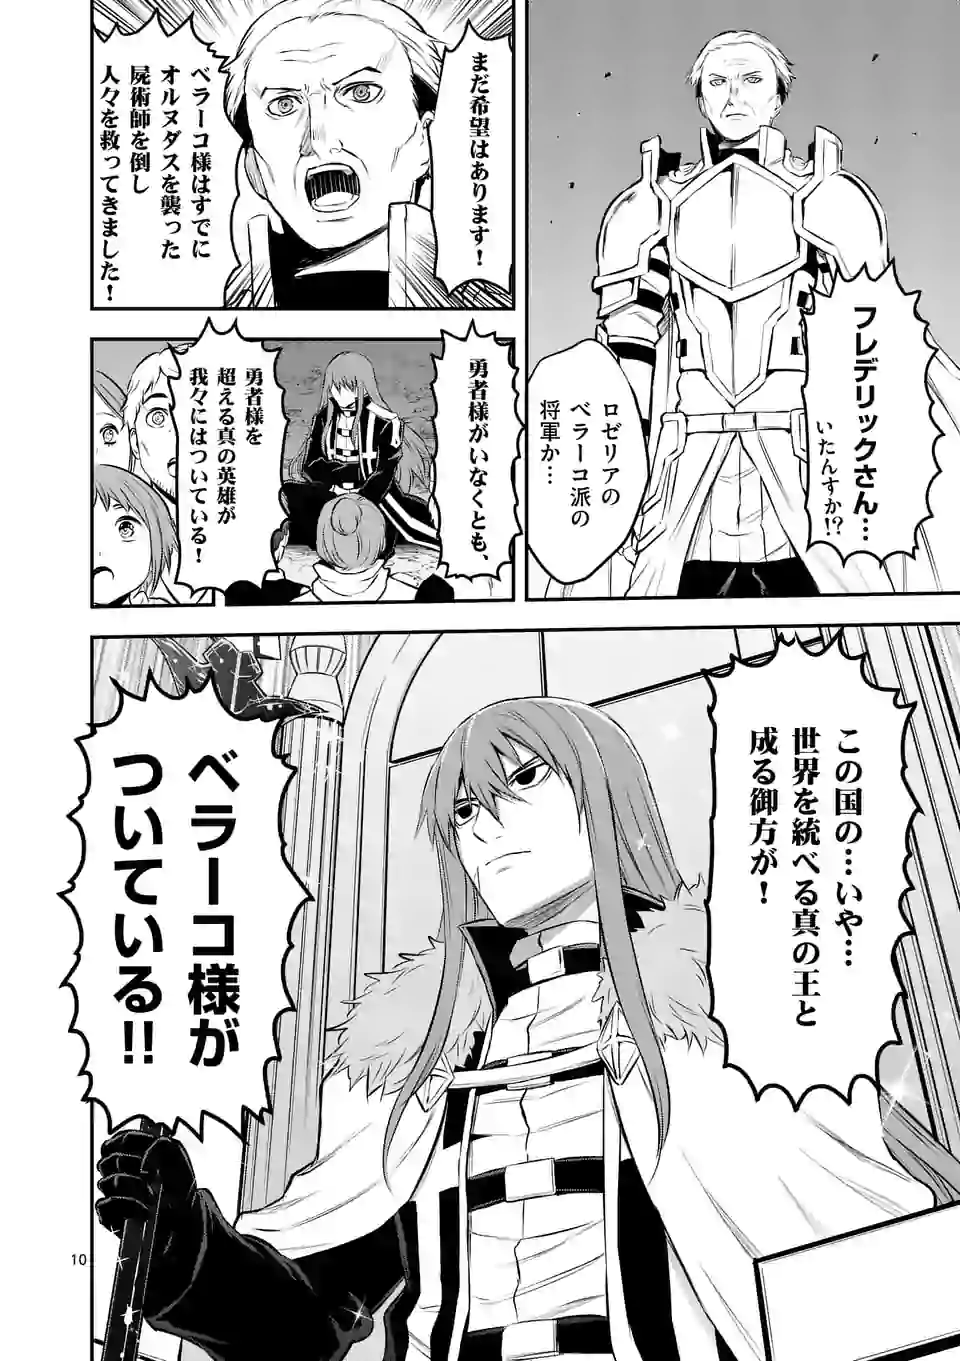 フレデリックさん…
いたんすか!?
ロゼリアの
ベラーコ派の
将軍か…
まだ希望はあります！
ベラーコ様はすでに
オルヌダスを襲った
屍術師を倒し
人々を救ってきました！
勇者様がいなくとも、
勇者様を
超える真の英雄が
我々にはついている！
この国の…いや…
世界を統べる真の王と
成る御方が！
ベラーコ様が
ついている!!
10